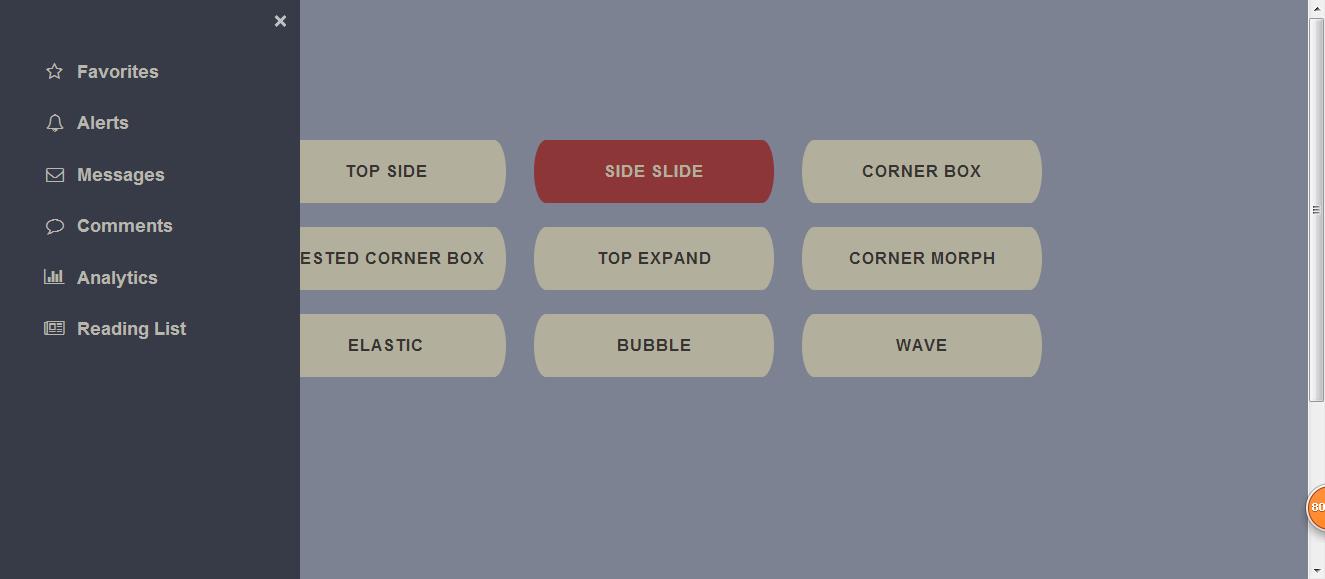 Favorites
Alerts
Messages
Comments
Analytics
Reading List
TOP SIDE
SIDE SLIDE
CORNER BOX
ESTED CORNER BOX
TOP EXPAND
CORNER MORPH
ELASTIC
BUBBLE
WAVE
80